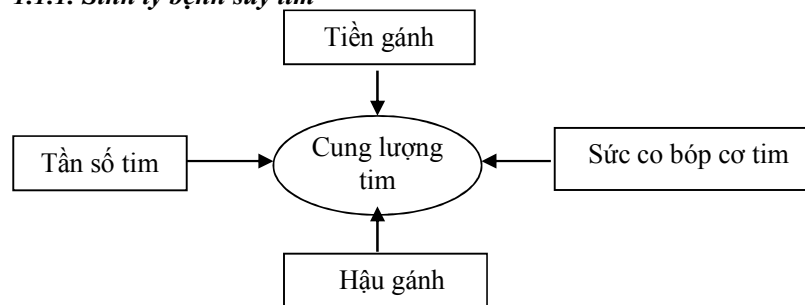 1.1.1. Sinh lý bệnh suy tim
Tiền gánh
Tần số tim
Cung lượng
tim
Sức co bóp cơ tim
Hậu gánh